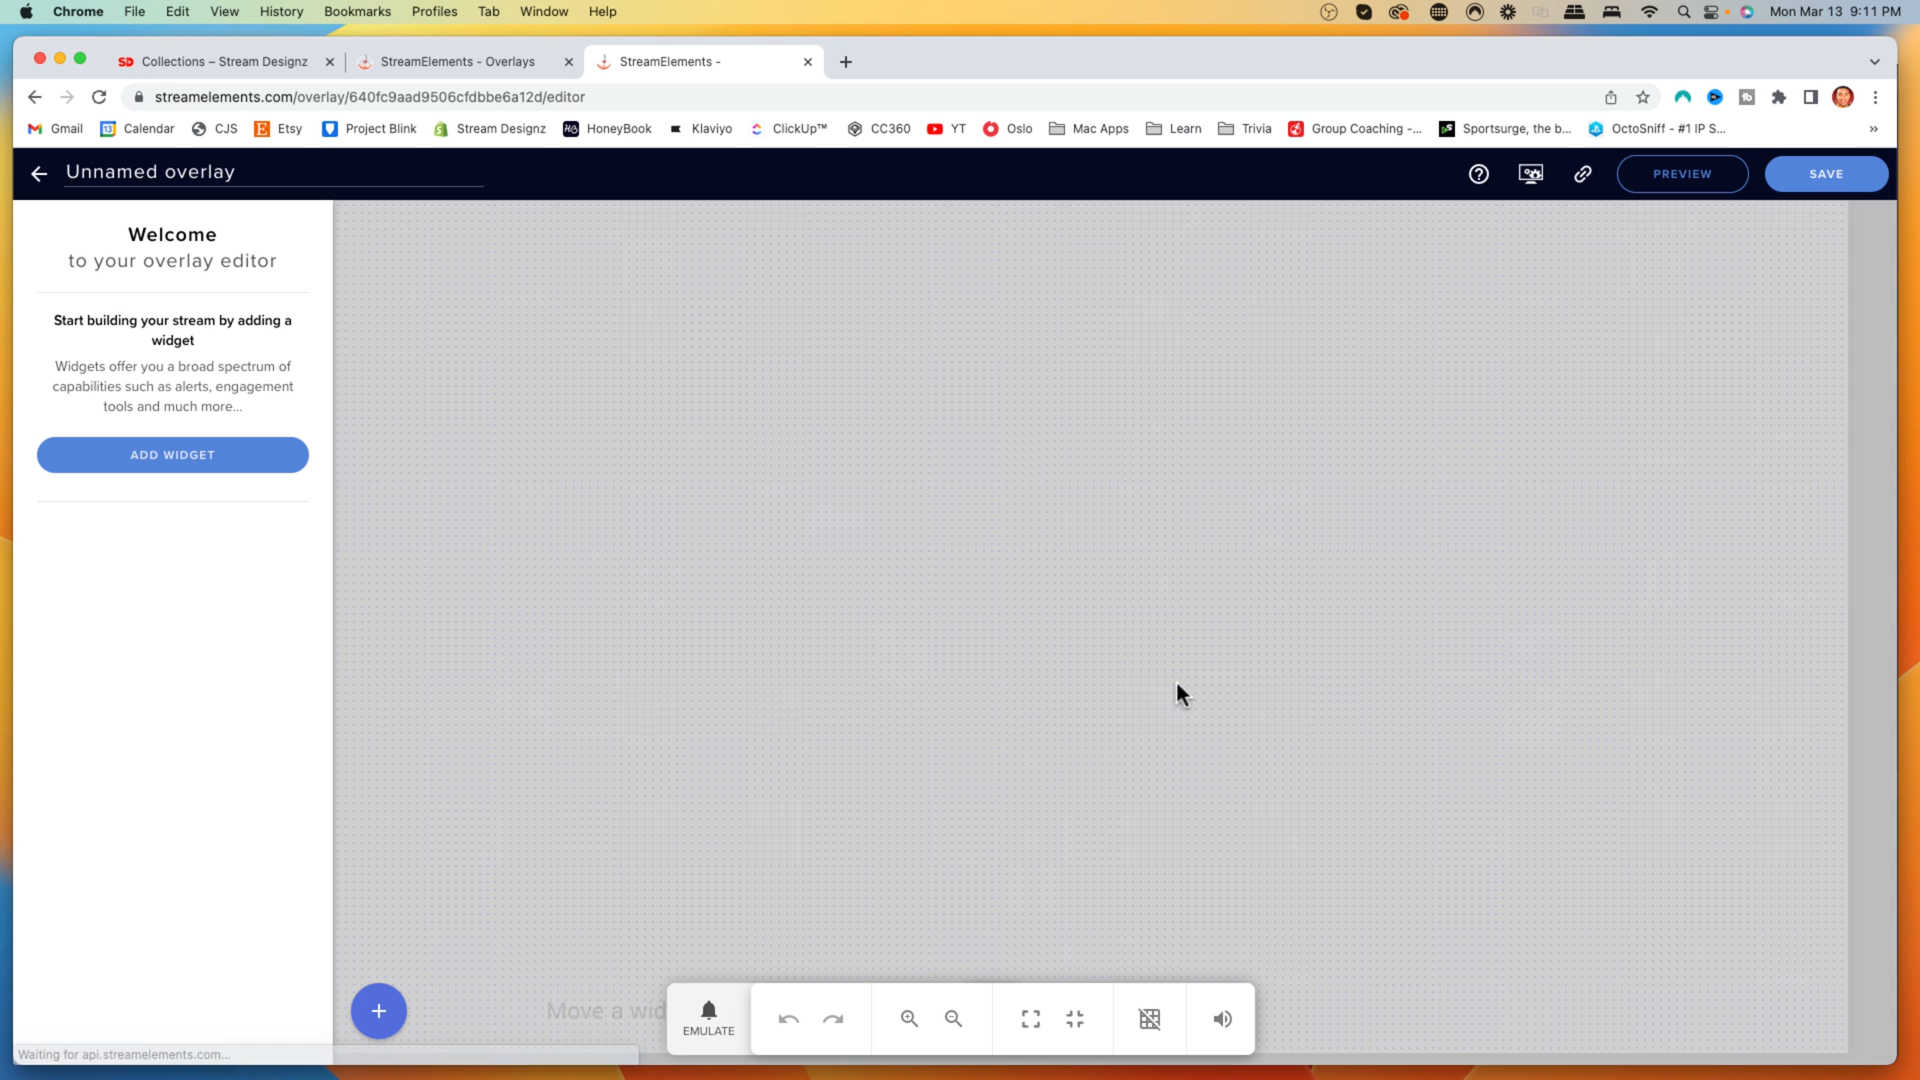 Chrome File Edit View History Bookmarks Profiles Tab Window Help Mon Mar 13 9:11 PM
SD Collections – Stream Designz StreamElements - Overlays StreamElements -
streamelements.com/overlay/640fc9aad9506cfdbbe6a12d/editor
Gmail Calendar CJS Etsy Project Blink Stream Designz HoneyBook Klaviyo ClickUp™ CC360 YT Oslo Mac Apps Learn Trivia Group Coaching -... Sportsurge, the b... OctoSniff - #1 IP S... »
Unnamed overlay PREVIEW SAVE
Welcome
to your overlay editor
Start building your stream by adding a
widget
Widgets offer you a broad spectrum of
capabilities such as alerts, engagement
tools and much more...
ADD WIDGET
Move a wid
EMULATE
Waiting for api.streamelements.com...